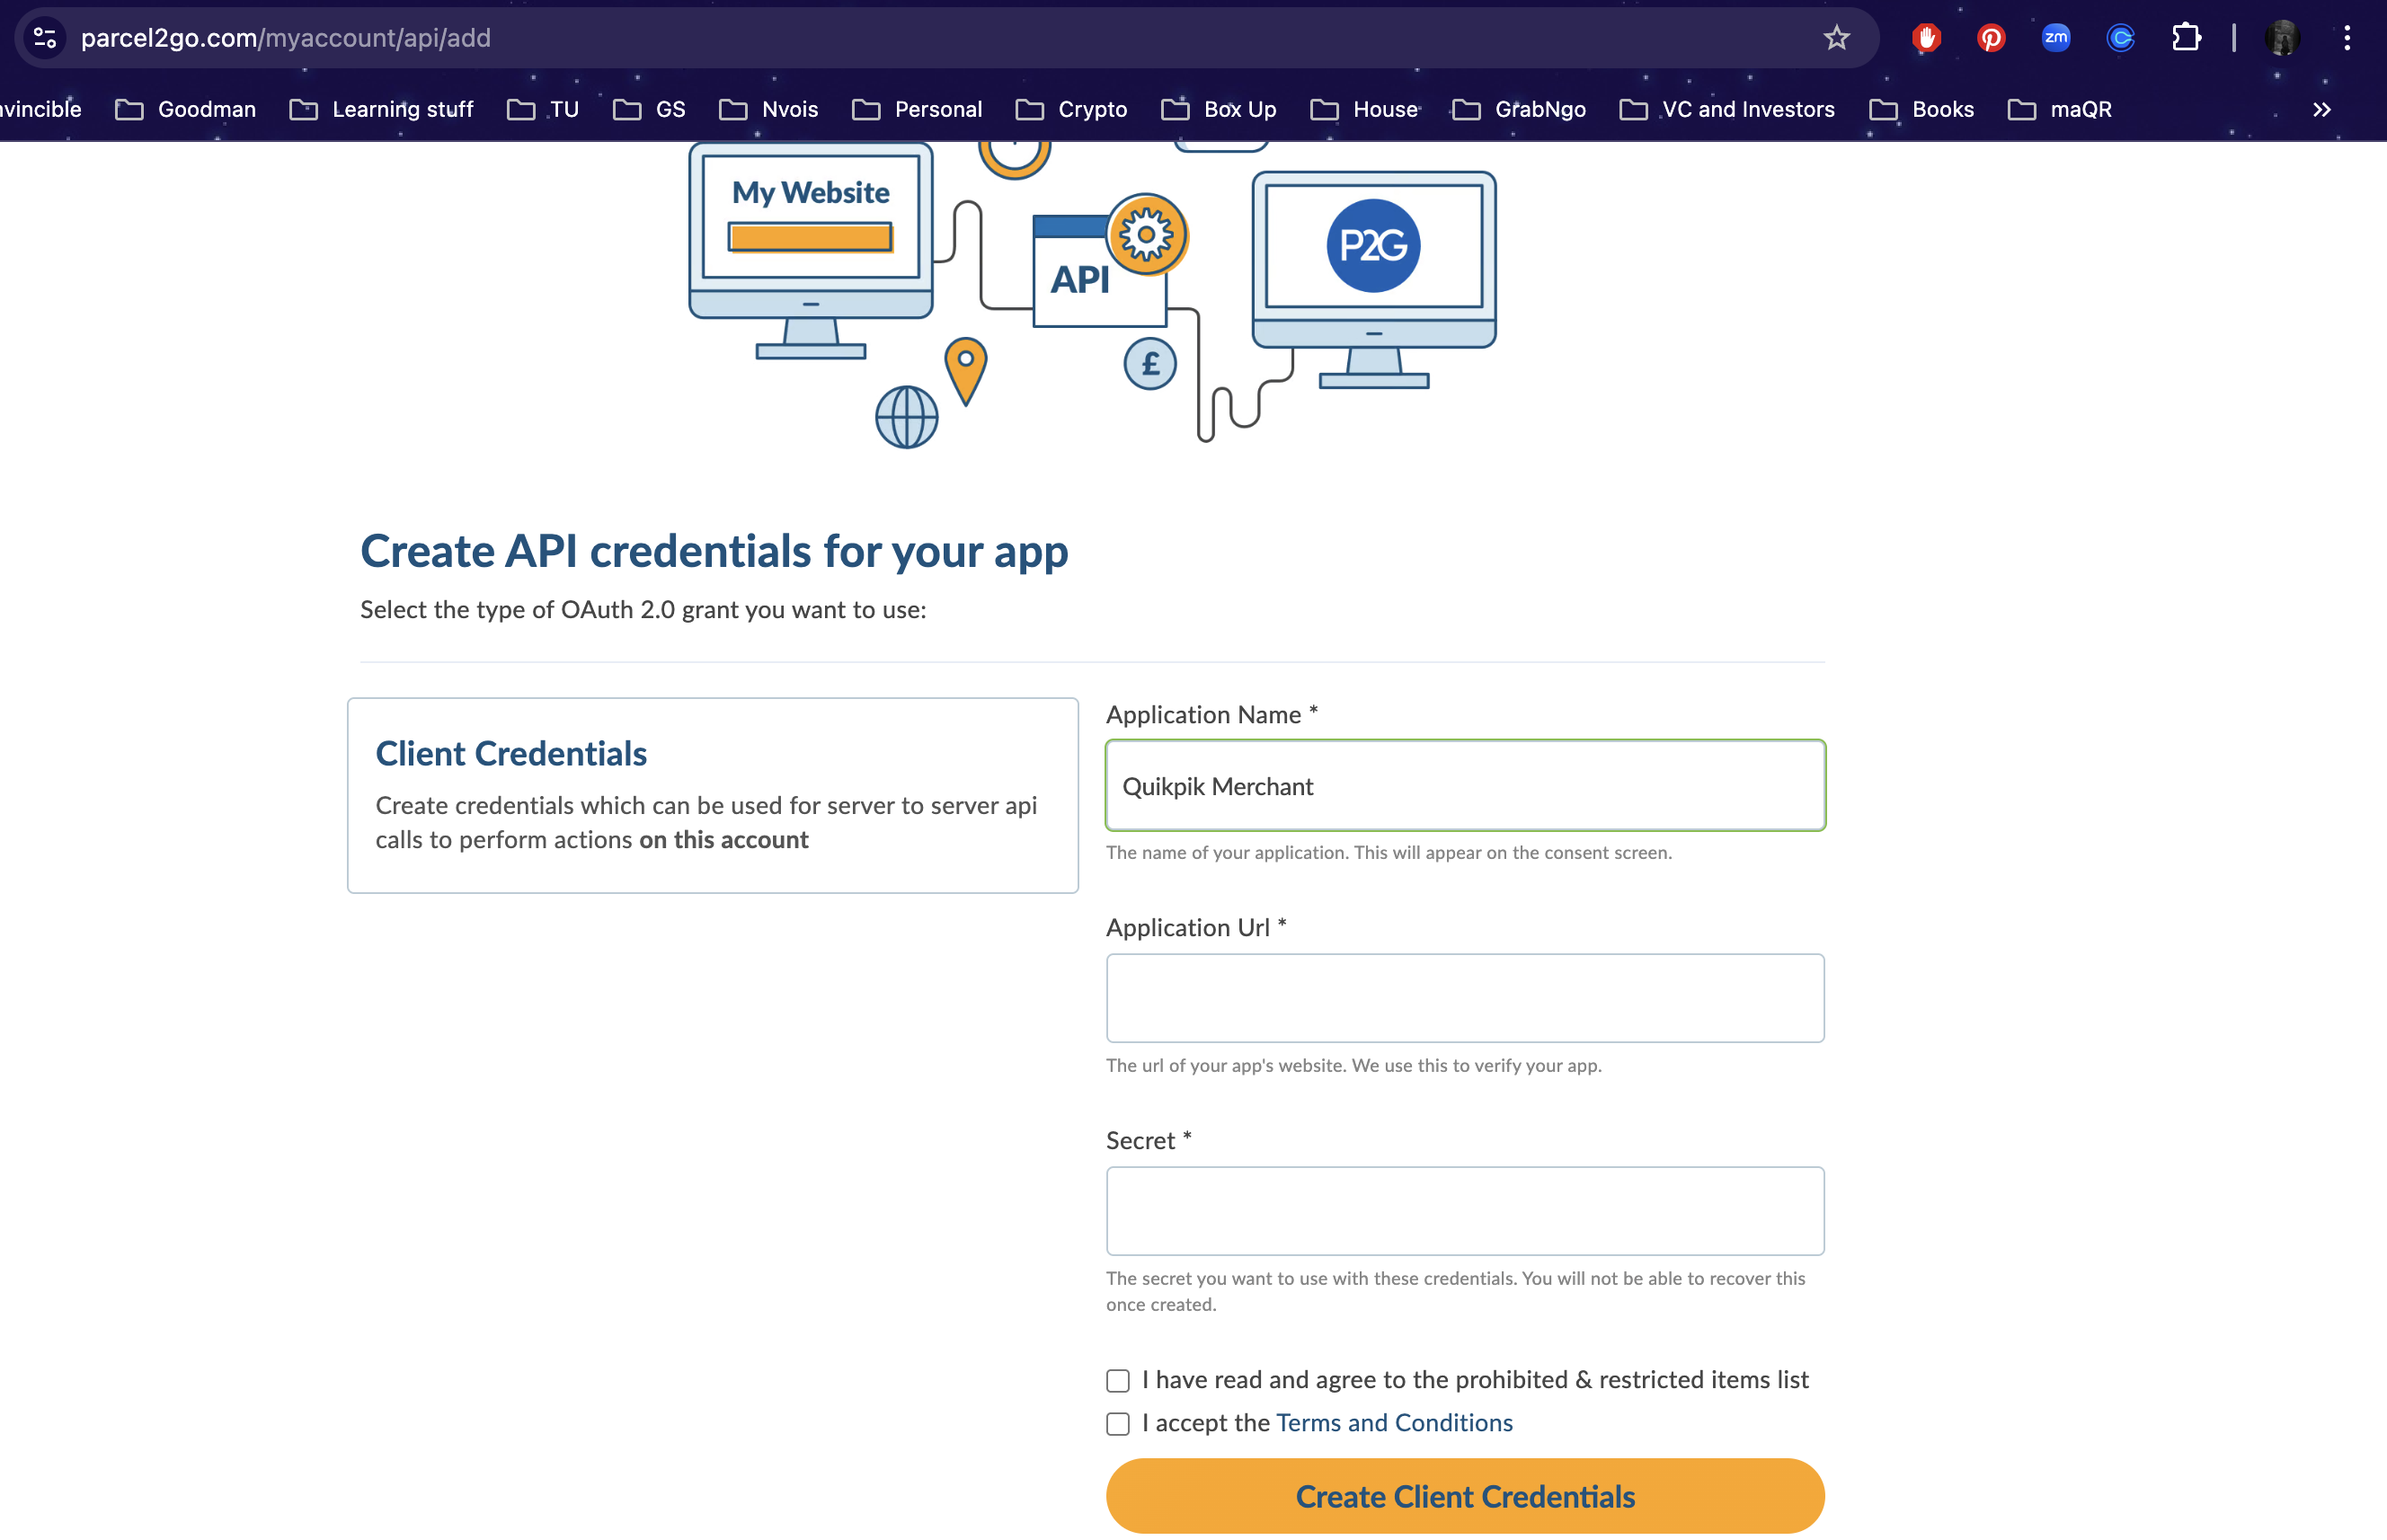 parcel2go.com/myaccount/api/add
zm
Goodman
Learning stuff
TU
GS
Nvois
Personal
Crypto
Box Up
House
GrabNgo
VC and Investors
Books
maQR
My Website
API
P2G
£
Create API credentials for your app
Select the type of OAuth 2.0 grant you want to use:
Client Credentials
Create credentials which can be used for server to server api
calls to perform actions on this account
Application Name *
Quikpik Merchant
The name of your application. This will appear on the consent screen.
Application Url *
The url of your app's website. We use this to verify your app.
Secret *
The secret you want to use with these credentials. You will not be able to recover this
once created.
I have read and agree to the prohibited & restricted items list
I accept the Terms and Conditions
Create Client Credentials